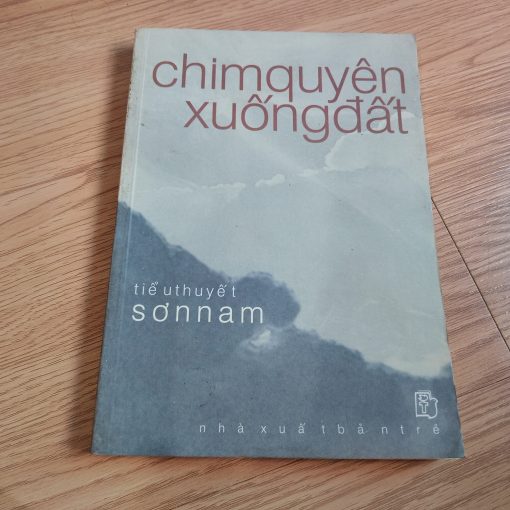 chimquyên
xuốngđất
tiểuthuyết
sơnnam
nhàxuấtbảntrẻ